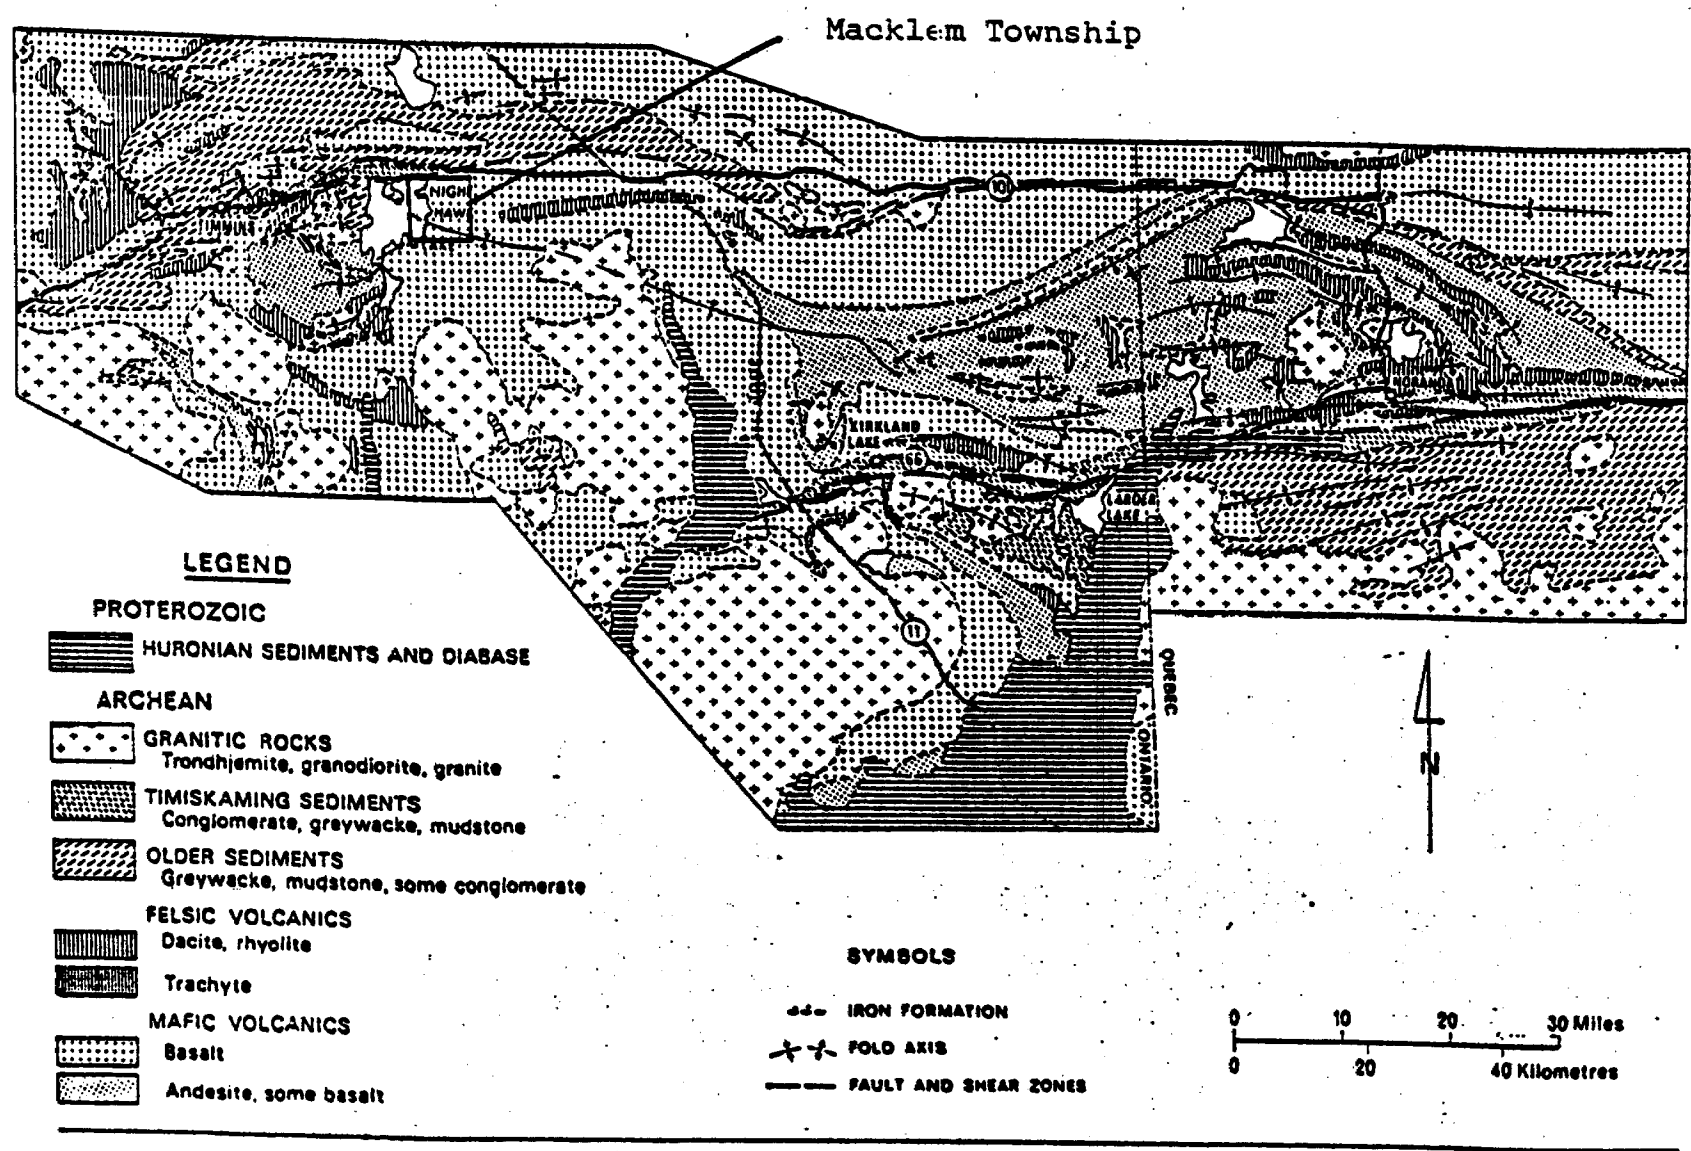 Macklem Township
101
NIGHT
HAWK
LAKE
TIMMINS
KIRKLAND
LAKE
66
NORANDA
LARDER
LAKE
11
QUEBEC
ONTARIO
LEGEND
PROTEROZOIC
HURONIAN SEDIMENTS AND DIABASE
ARCHEAN
GRANITIC ROCKS
Trondhjemite, granodiorite, granite
TIMISKAMING SEDIMENTS
Conglomerate, greywacke, mudstone
OLDER SEDIMENTS
Greywacke, mudstone, some conglomerate
FELSIC VOLCANICS
Dacite, rhyolite
Trachyte
MAFIC VOLCANICS
Basalt
Andesite, some basalt
SYMBOLS
IRON FORMATION
FOLD AXIS
FAULT AND SHEAR ZONES
N
0 10 20 30 Miles
0 20 40 Kilometres